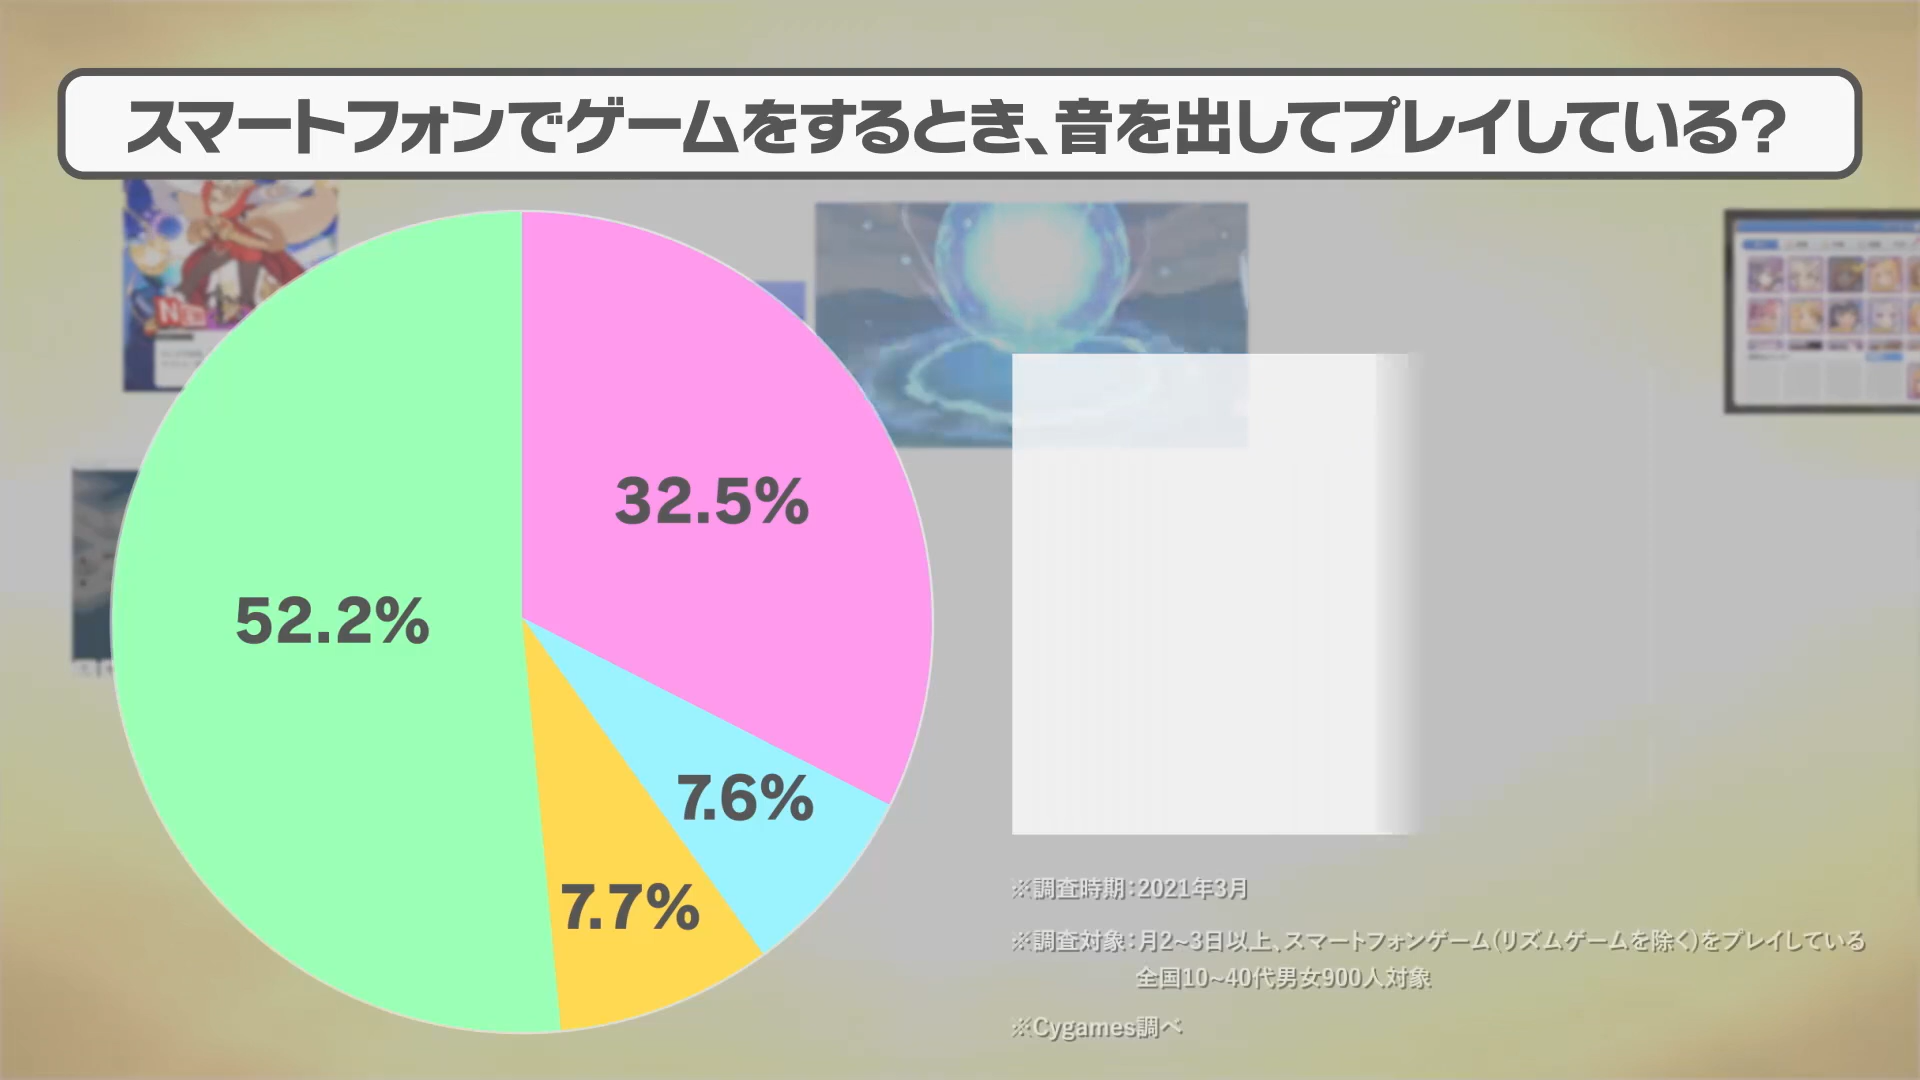 スマートフォンでゲームをするとき、音を出してプレイしている？
32.5%
52.2%
7.6%
7.7%
※調査時期：2021年3月
※調査対象：月2~3日以上、スマートフォンゲーム（リズムゲームを除く）をプレイしている
全国10~40代男女900人対象
※Cygames調べ